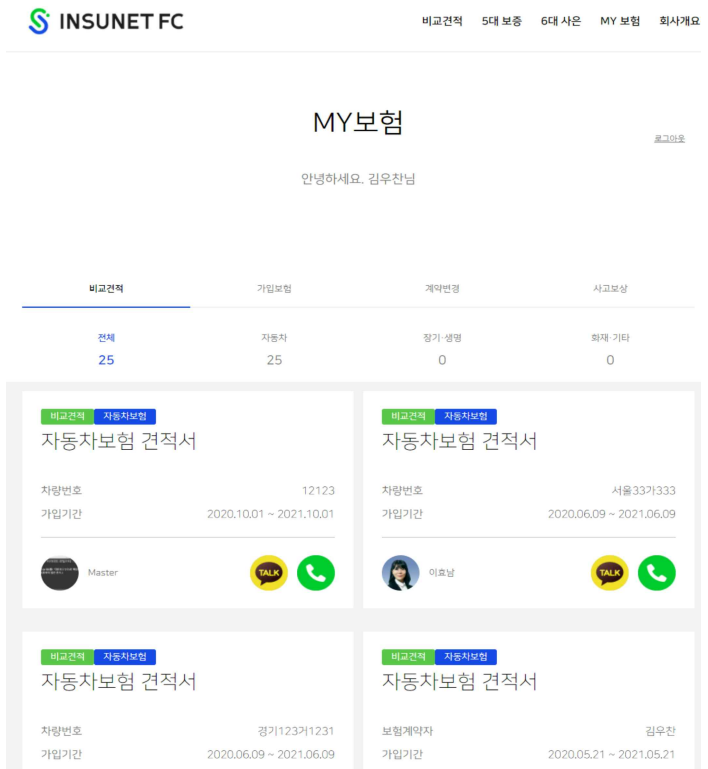 INSUNET FC
비교견적 5대 보증 6대 사은 MY 보험 회사개요
MY보험
로그아웃
안녕하세요. 김우찬님
비교견적 가입보험 계약변경 사고보상
전체 자동차 장기·생명 화재·기타
25 25 0 0
비교견적 자동차보험
자동차보험 견적서
차량번호 12123
가입기간 2020.10.01 ~ 2021.10.01
Master TALK
비교견적 자동차보험
자동차보험 견적서
차량번호 서울33가333
가입기간 2020.06.09 ~ 2021.06.09
이효남 TALK
비교견적 자동차보험
자동차보험 견적서
차량번호 경기123거1231
가입기간 2020.06.09 ~ 2021.06.09
비교견적 자동차보험
자동차보험 견적서
보험계약자 김우찬
가입기간 2020.05.21 ~ 2021.05.21